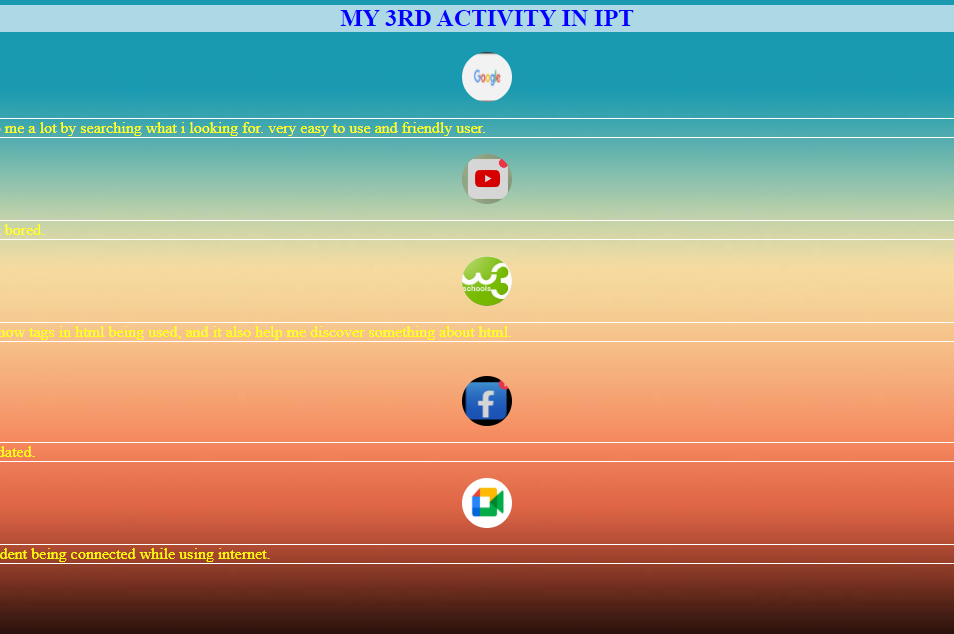 MY 3RD ACTIVITY IN IPT
Google
me a lot by searching what i looking for. very easy to use and friendly user.
bored.
w3
schools
now tags in html being used, and it also help me discover something about html.
f
dated.
dent being connected while using internet.